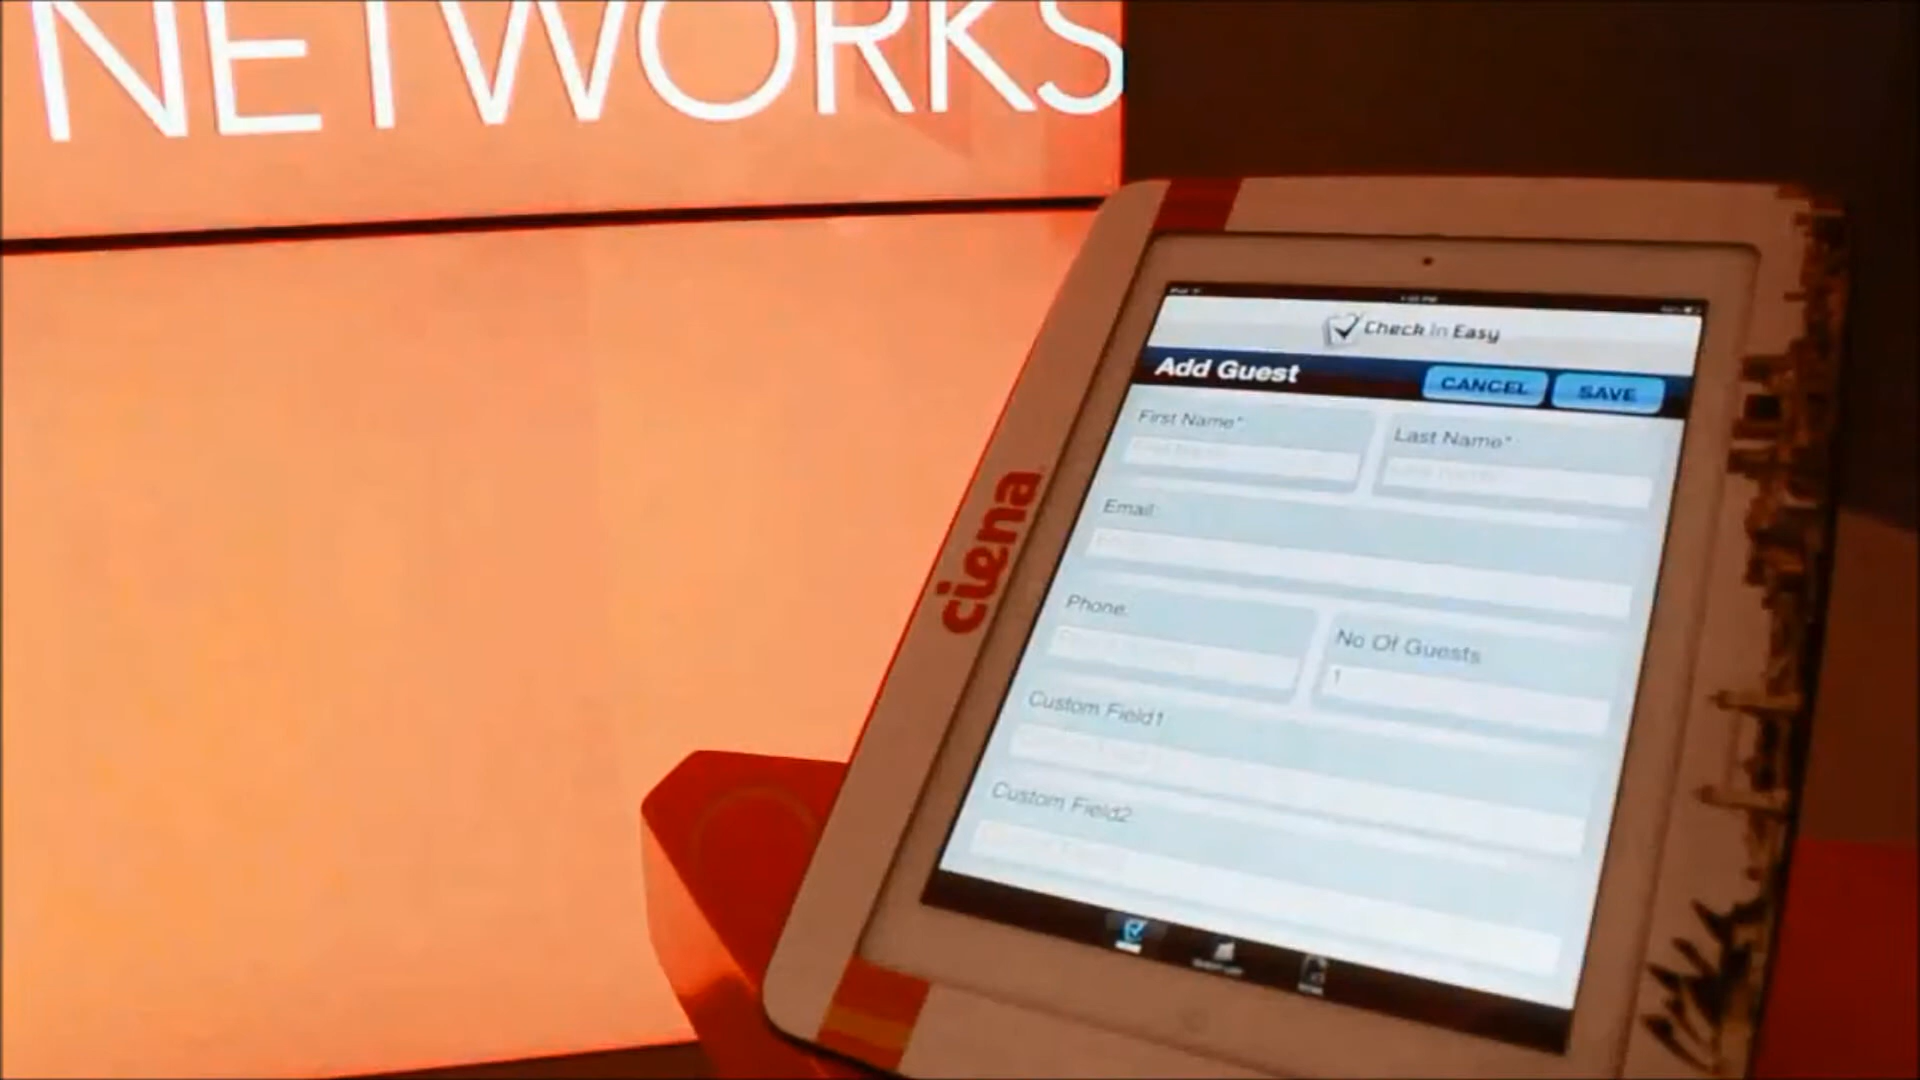 NETWORKS
ciena
Check In Easy
Add Guest
CANCEL
SAVE
First Name*
Last Name*
Email
Phone
No Of Guests
1
Custom Field1
Custom Field2